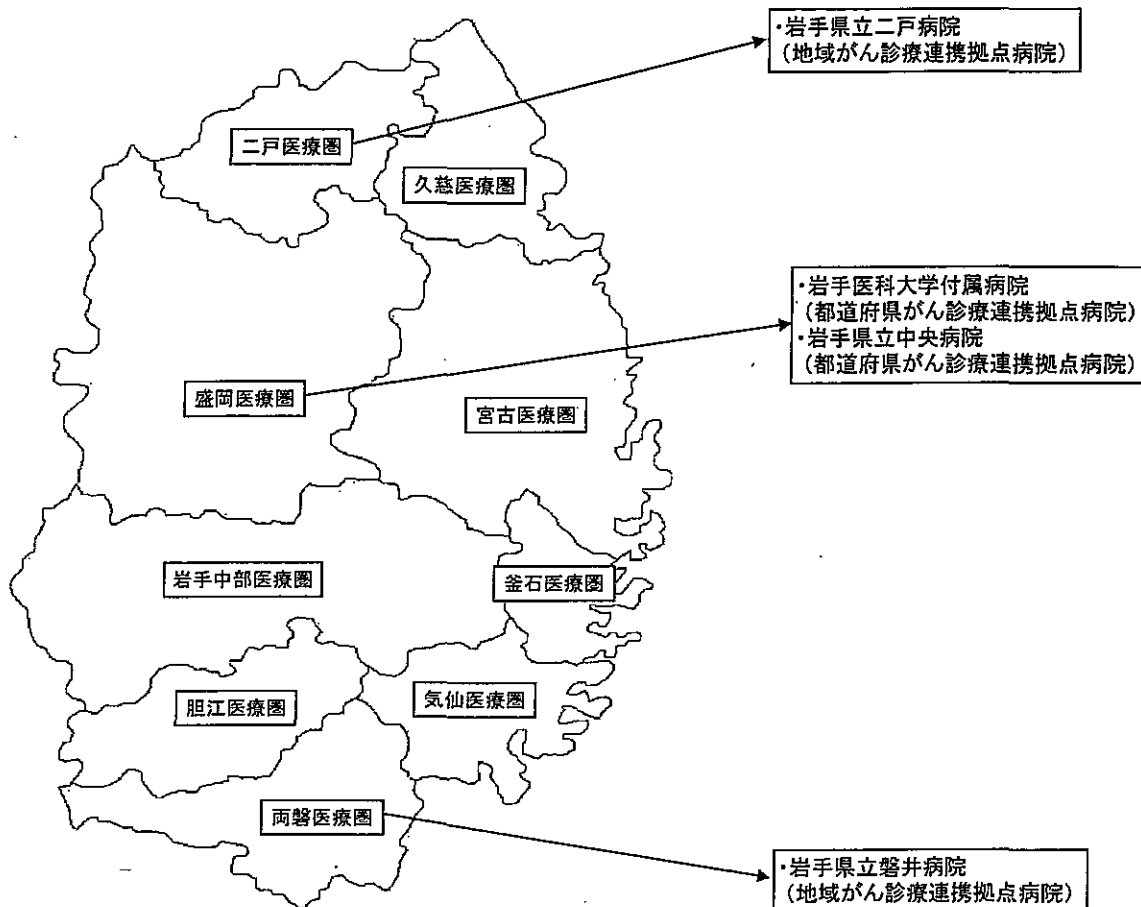 ・岩手県立二戸病院
(地域がん診療連携拠点病院)
二戸医療圏
久慈医療圏
・岩手医科大学付属病院
(都道府県がん診療連携拠点病院)
・岩手県立中央病院
(都道府県がん診療連携拠点病院)
盛岡医療圏
宮古医療圏
岩手中部医療圏
釜石医療圏
胆江医療圏
気仙医療圏
両磐医療圏
・岩手県立磐井病院
(地域がん診療連携拠点病院)